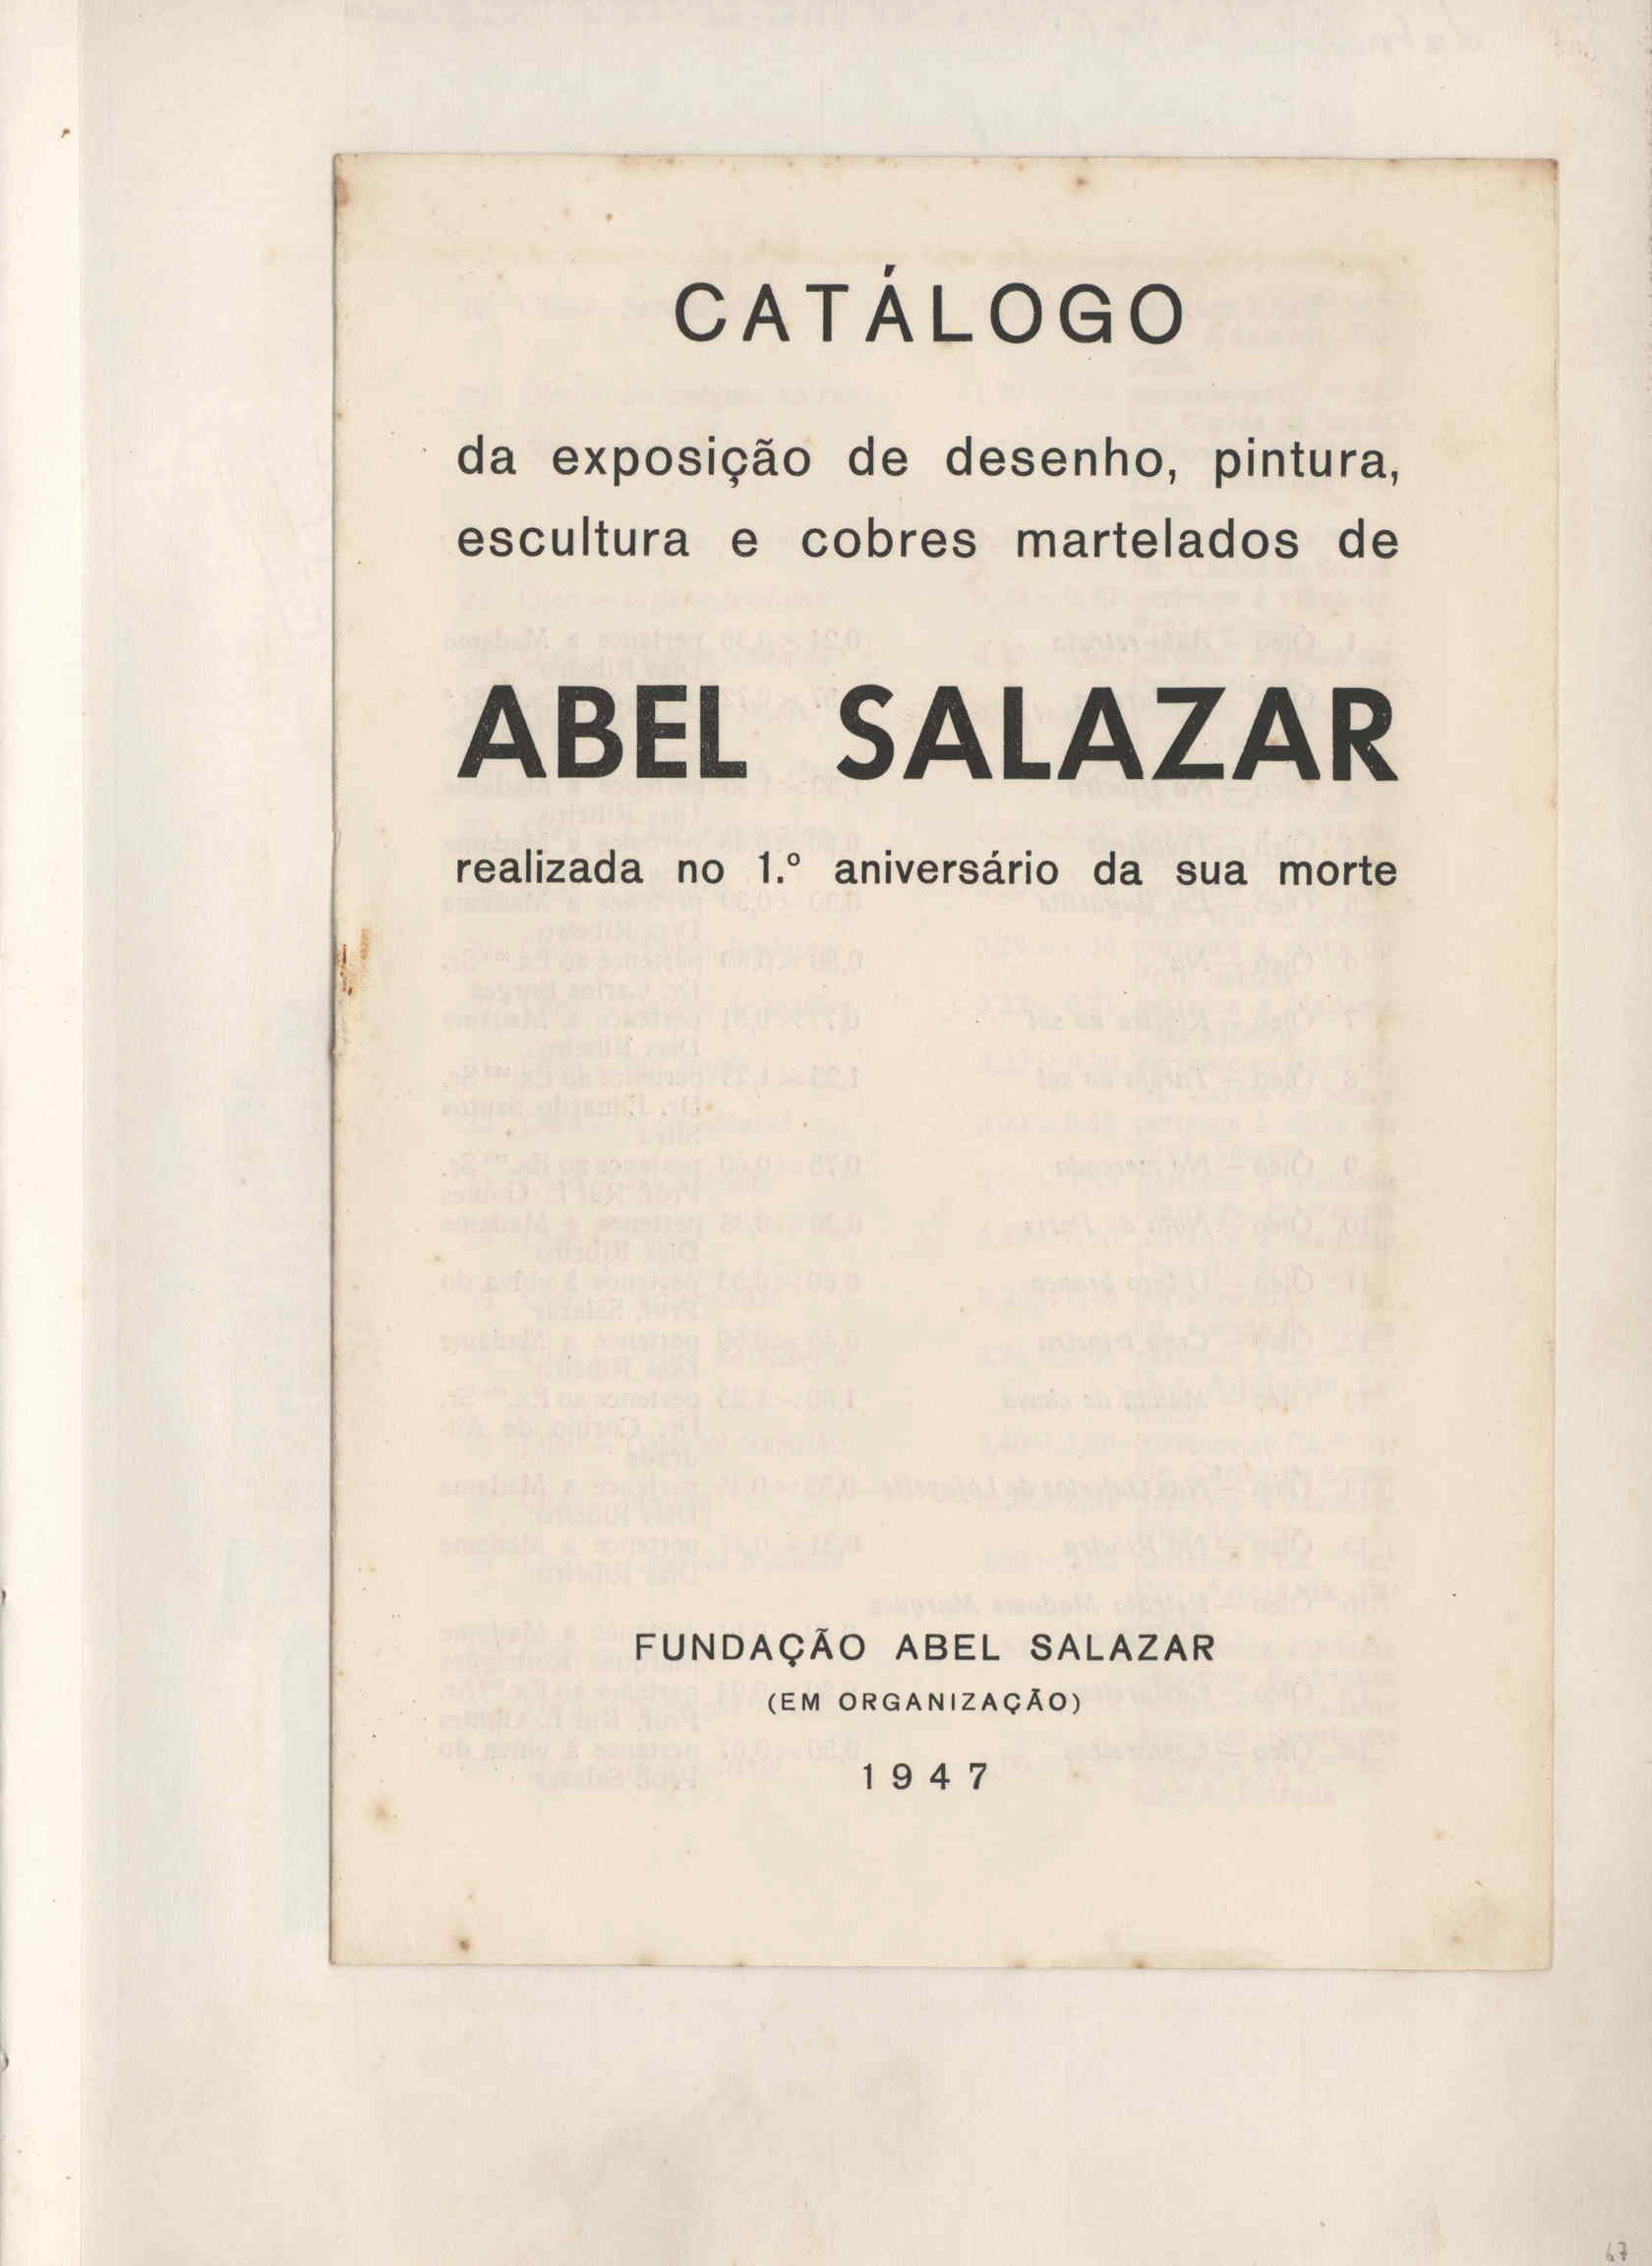 CATÁLOGO
da exposição de desenho, pintura,
escultura e cobres martelados de
ABEL SALAZAR
realizada no 1.º aniversário da sua morte
FUNDAÇÃO ABEL SALAZAR
(EM ORGANIZAÇÃO)
1947
67